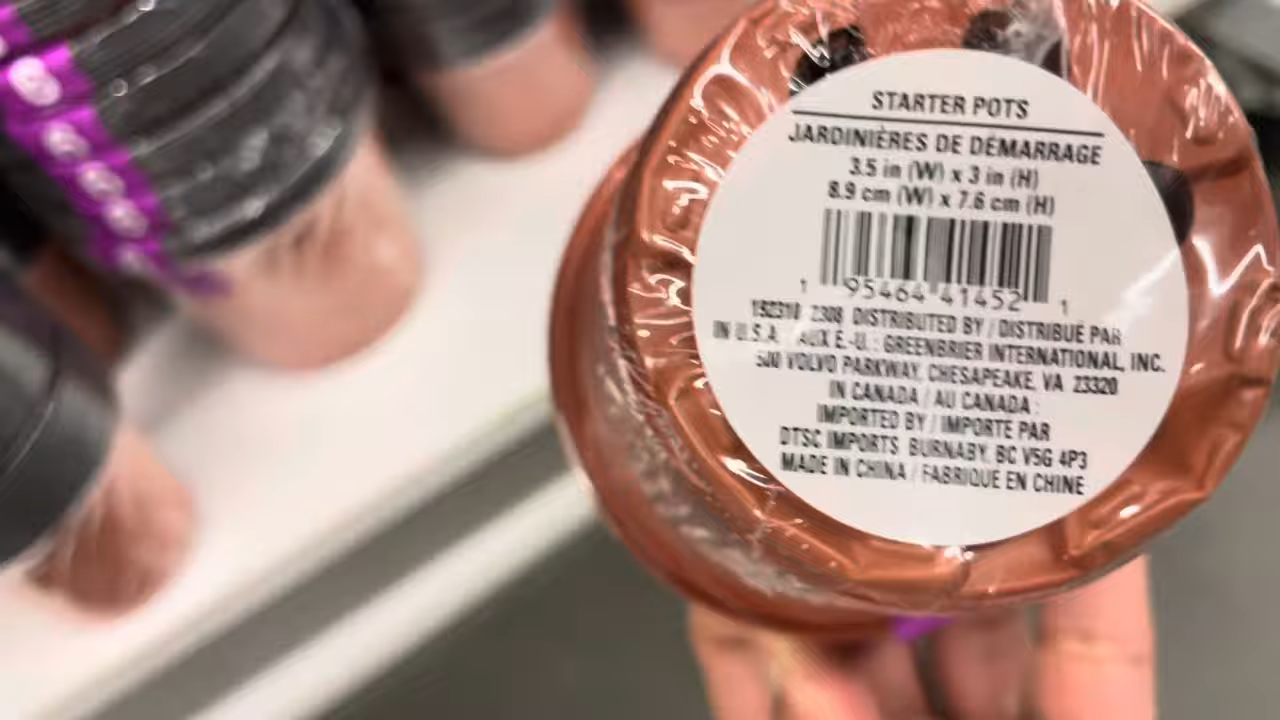 STARTER POTS
JARDINIÈRES DE DÉMARRAGE
3.5 in (W) x 3 in (H)
8.9 cm (W) x 7.6 cm (H)
1 95464 41452 1
152310 2308 DISTRIBUTED BY / DISTRIBUÉ PAR
IN U.S.A. / AUX É.-U. : GREENBRIER INTERNATIONAL, INC.
500 VOLVO PARKWAY, CHESAPEAKE, VA 23320
IN CANADA / AU CANADA :
IMPORTED BY / IMPORTÉ PAR
DTSC IMPORTS, BURNABY, BC V5G 4P3
MADE IN CHINA / FABRIQUÉ EN CHINE